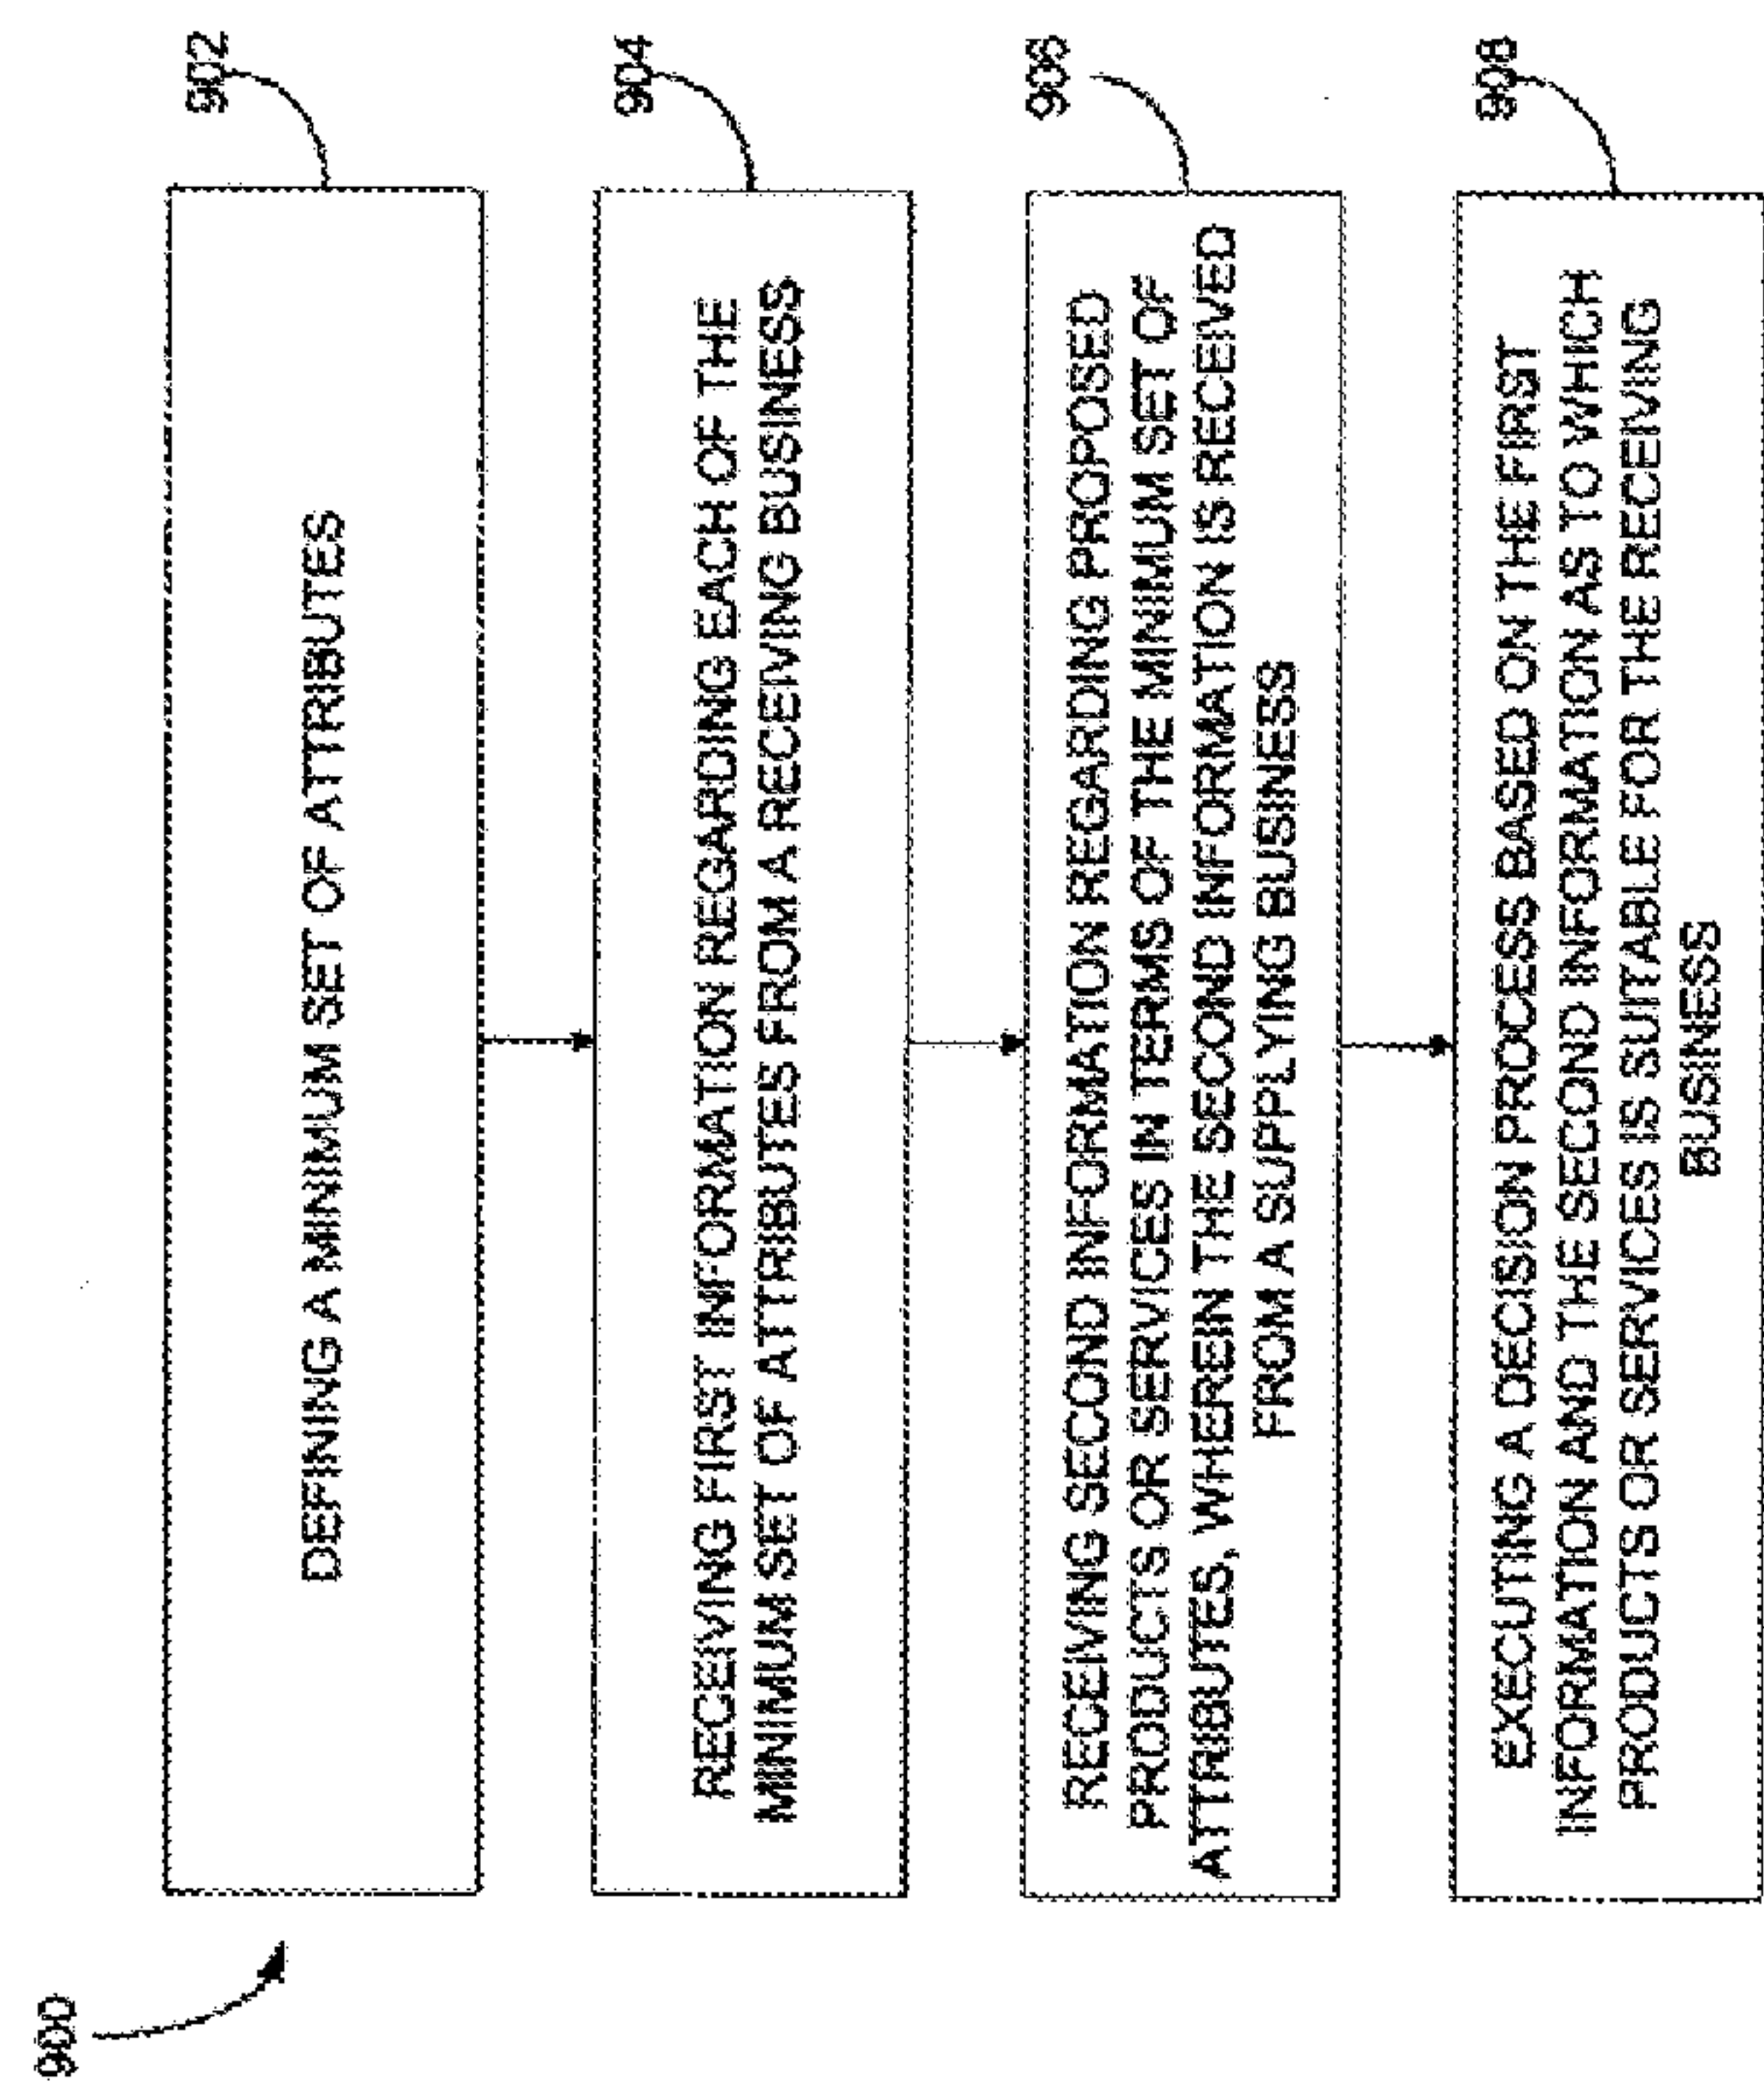 900
902
DEFINING A MINIMUM SET OF ATTRIBUTES
904
RECEIVING FIRST INFORMATION REGARDING EACH OF THE
MINIMUM SET OF ATTRIBUTES FROM A RECEIVING BUSINESS
906
RECEIVING SECOND INFORMATION REGARDING PROPOSED
PRODUCTS OR SERVICES IN TERMS OF THE MINIMUM SET OF
ATTRIBUTES, WHEREIN THE SECOND INFORMATION IS RECEIVED
FROM A SUPPLYING BUSINESS
908
EXECUTING A DECISION PROCESS BASED ON THE FIRST
INFORMATION AND THE SECOND INFORMATION AS TO WHICH
PRODUCTS OR SERVICES IS SUITABLE FOR THE RECEIVING
BUSINESS